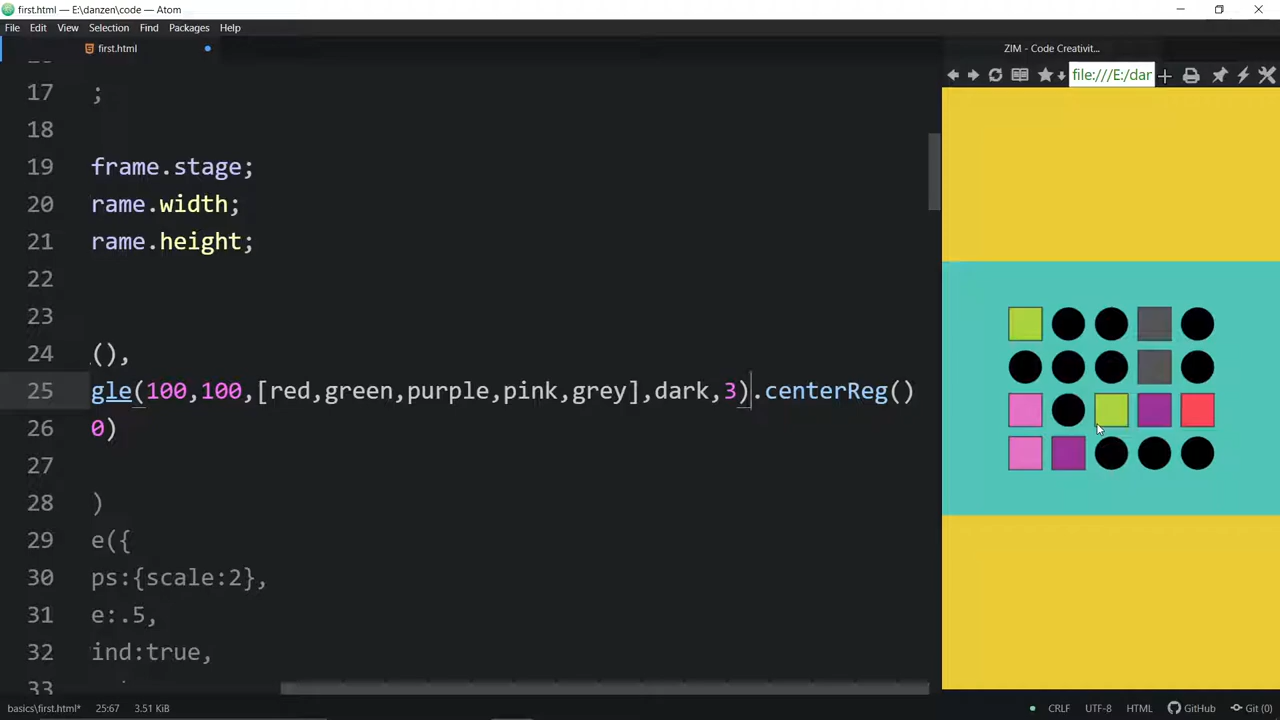 first.html — E:\danzen\code — Atom
File Edit View Selection Find Packages Help
first.html
ZIM - Code Creativit...
file:///E:/dar
17 ;
18
19 frame.stage;
20 rame.width;
21 rame.height;
22
23
24 (),
25 gle(100,100,[red,green,purple,pink,grey],dark,3).centerReg()
26 0)
27
28 )
29 e({
30 ps:{scale:2},
31 e:.5,
32 ind:true,
33
basics\first.html* 25:67 3.51 KiB CRLF UTF-8 HTML GitHub Git (0)